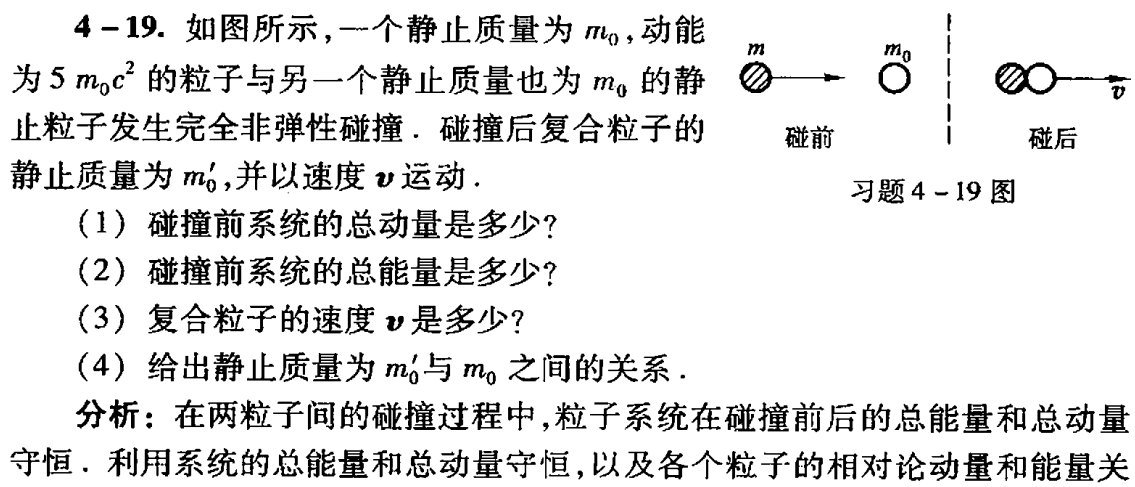 4-19. 如图所示,一个静止质量为 m₀,动能
为 5 m₀c² 的粒子与另一个静止质量也为 m₀ 的静
止粒子发生完全非弹性碰撞.碰撞后复合粒子的
静止质量为 m₀′,并以速度 v 运动.
m
m₀
v
碰前
碰后
习题 4-19 图
(1) 碰撞前系统的总动量是多少?
(2) 碰撞前系统的总能量是多少?
(3) 复合粒子的速度 v 是多少?
(4) 给出静止质量为 m₀′与 m₀ 之间的关系.
分析:在两粒子间的碰撞过程中,粒子系统在碰撞前后的总能量和总动量
守恒.利用系统的总能量和总动量守恒,以及各个粒子的相对论动量和能量关